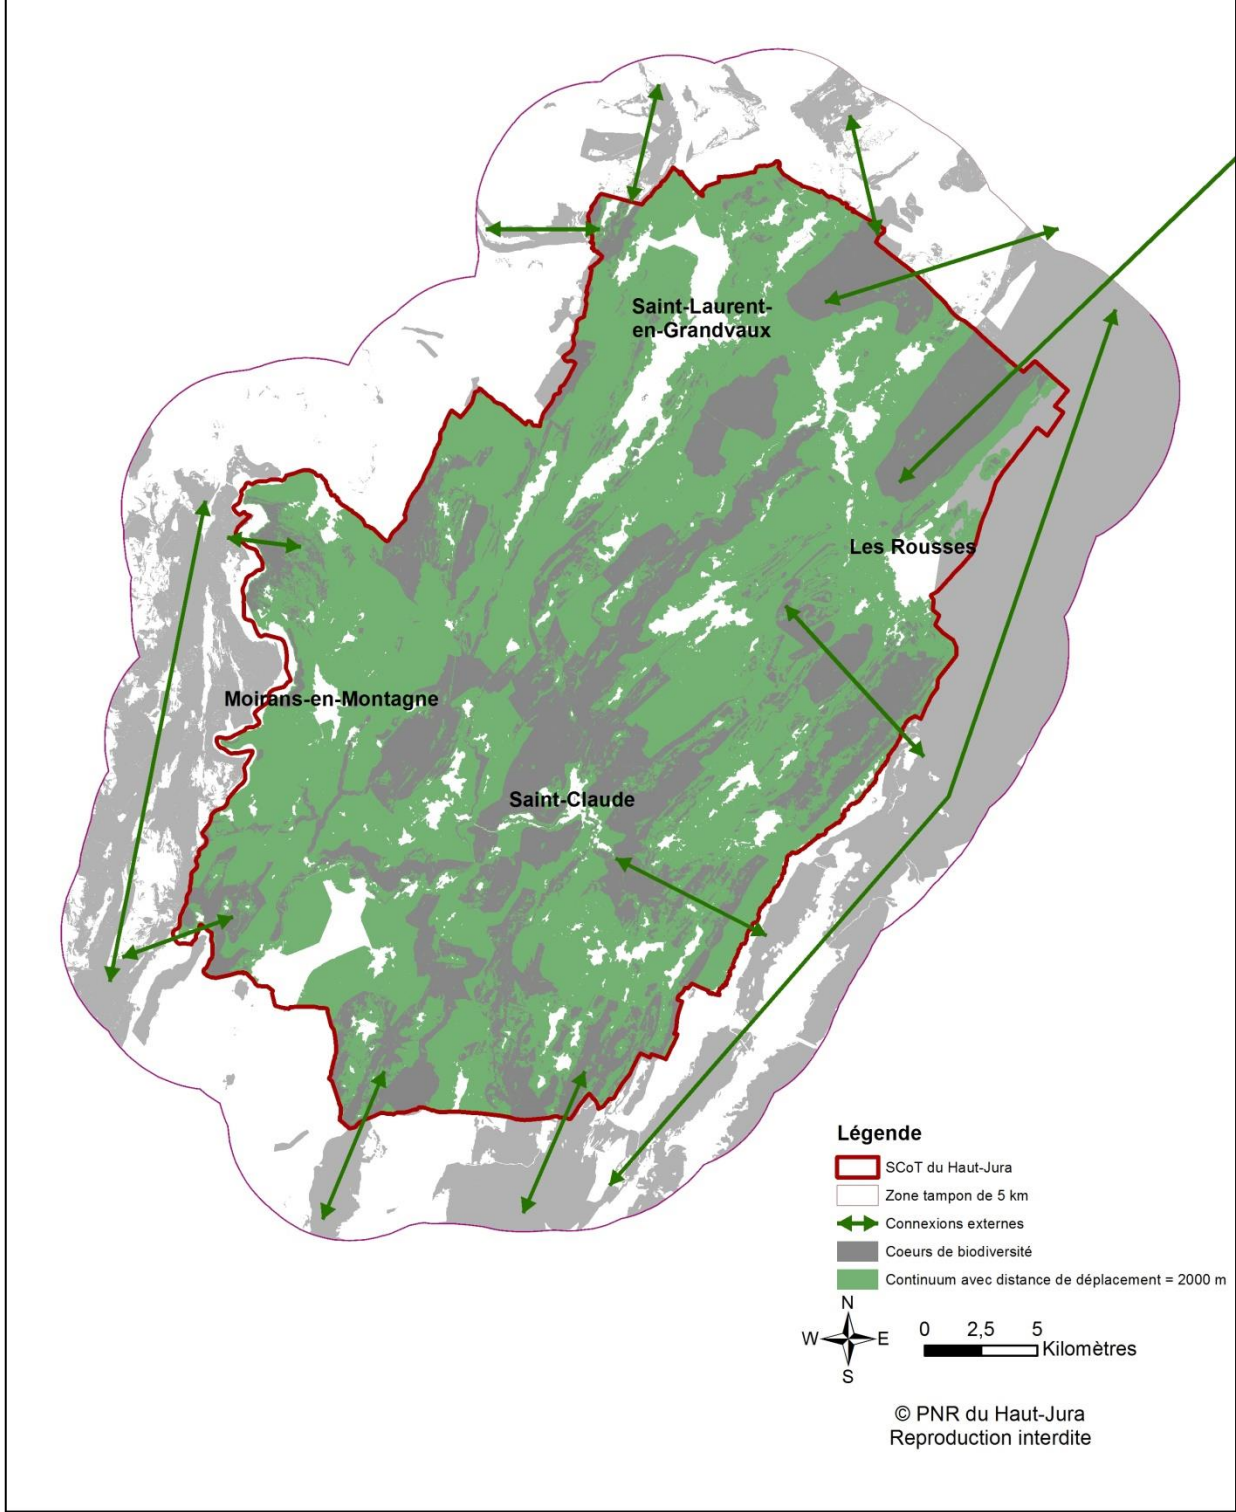 Saint-Laurent-
en-Grandvaux
Les Rousses
Moirans-en-Montagne
Saint-Claude
Légende
SCoT du Haut-Jura
Zone tampon de 5 km
Connexions externes
Coeurs de biodiversité
Continuum avec distance de déplacement = 2000 m
N
W E
S
0 2,5 5
Kilomètres
© PNR du Haut-Jura
Reproduction interdite